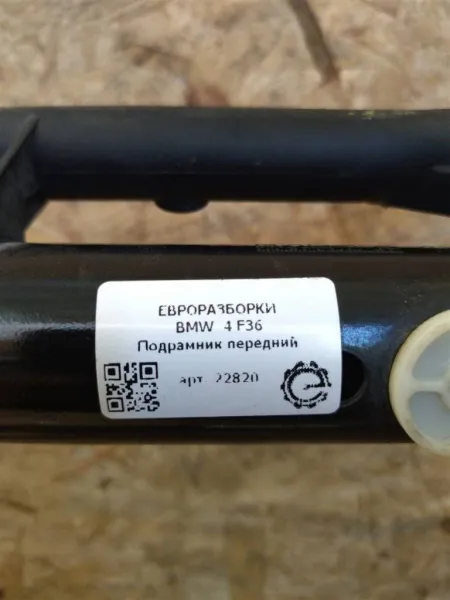 ЕВРОРАЗБОРКИ
BMW 4 F36
Подрамник передний
арт. 22820